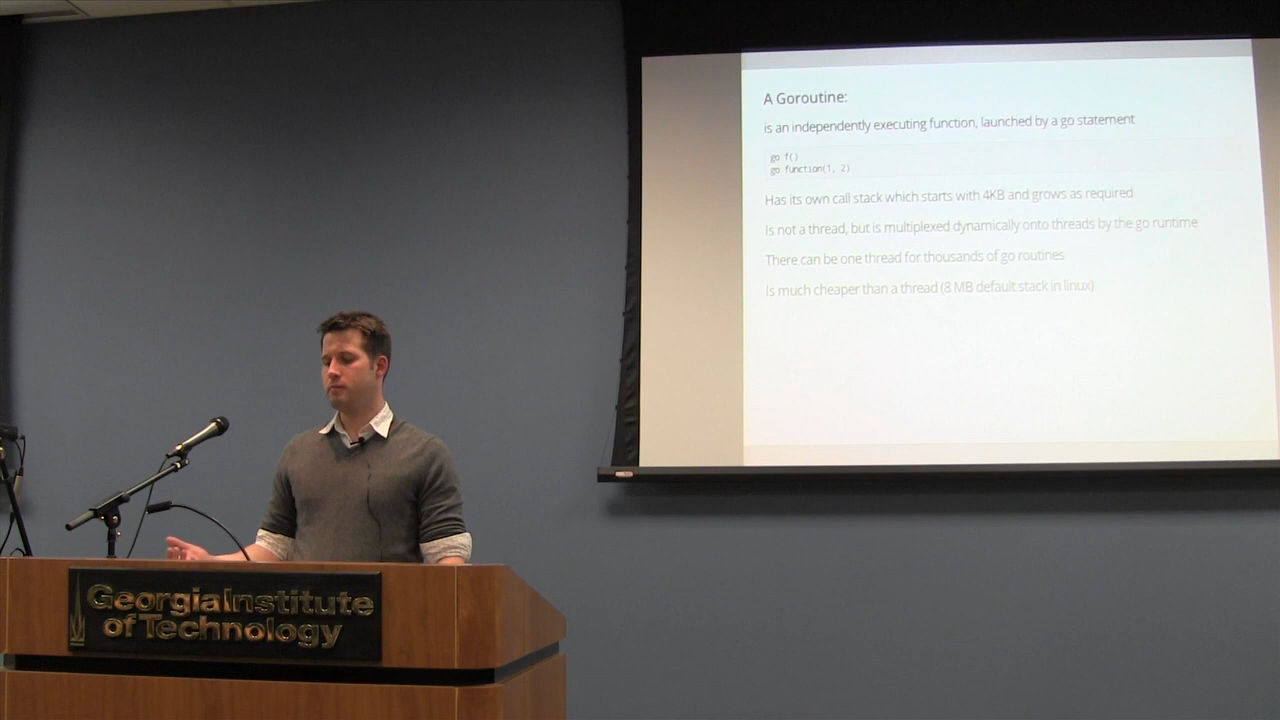 A Goroutine:
is an independently executing function, launched by a go statement
go f()
go function(1, 2)
Has its own call stack which starts with 4KB and grows as required
Is not a thread, but is multiplexed dynamically onto threads by the go runtime
There can be one thread for thousands of go routines
Is much cheaper than a thread (8 MB default stack in linux)
Georgia Institute
of Technology